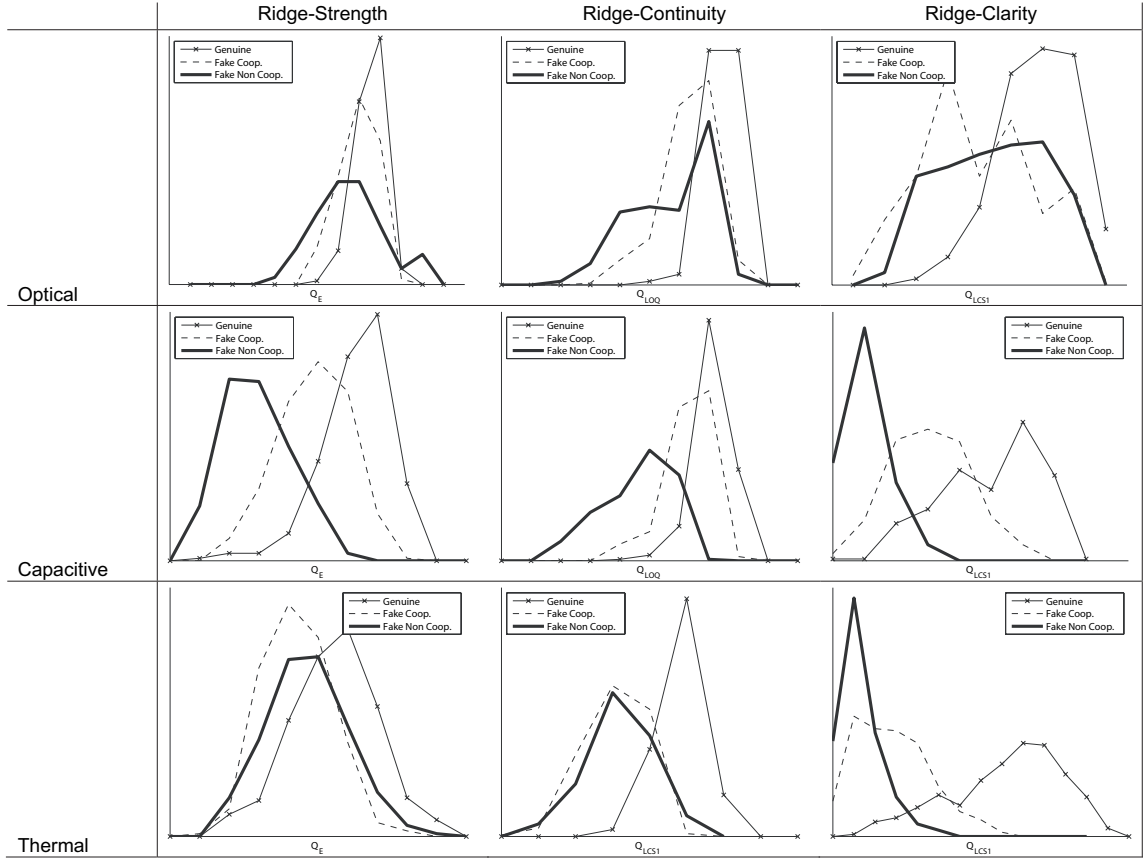 Ridge-Strength Ridge-Continuity Ridge-Clarity
Genuine
Fake Coop.
Fake Non Coop.
Q_E
Genuine
Fake Coop.
Fake Non Coop.
Q_LOQ
Genuine
Fake Coop.
Fake Non Coop.
Q_LCS1
Optical
Genuine
Fake Coop.
Fake Non Coop.
Q_E
Genuine
Fake Coop.
Fake Non Coop.
Q_LOQ
Genuine
Fake Coop.
Fake Non Coop.
Q_LCS1
Capacitive
Genuine
Fake Coop.
Fake Non Coop.
Q_E
Genuine
Fake Coop.
Fake Non Coop.
Q_LCS1
Genuine
Fake Coop.
Fake Non Coop.
Q_LCS1
Thermal